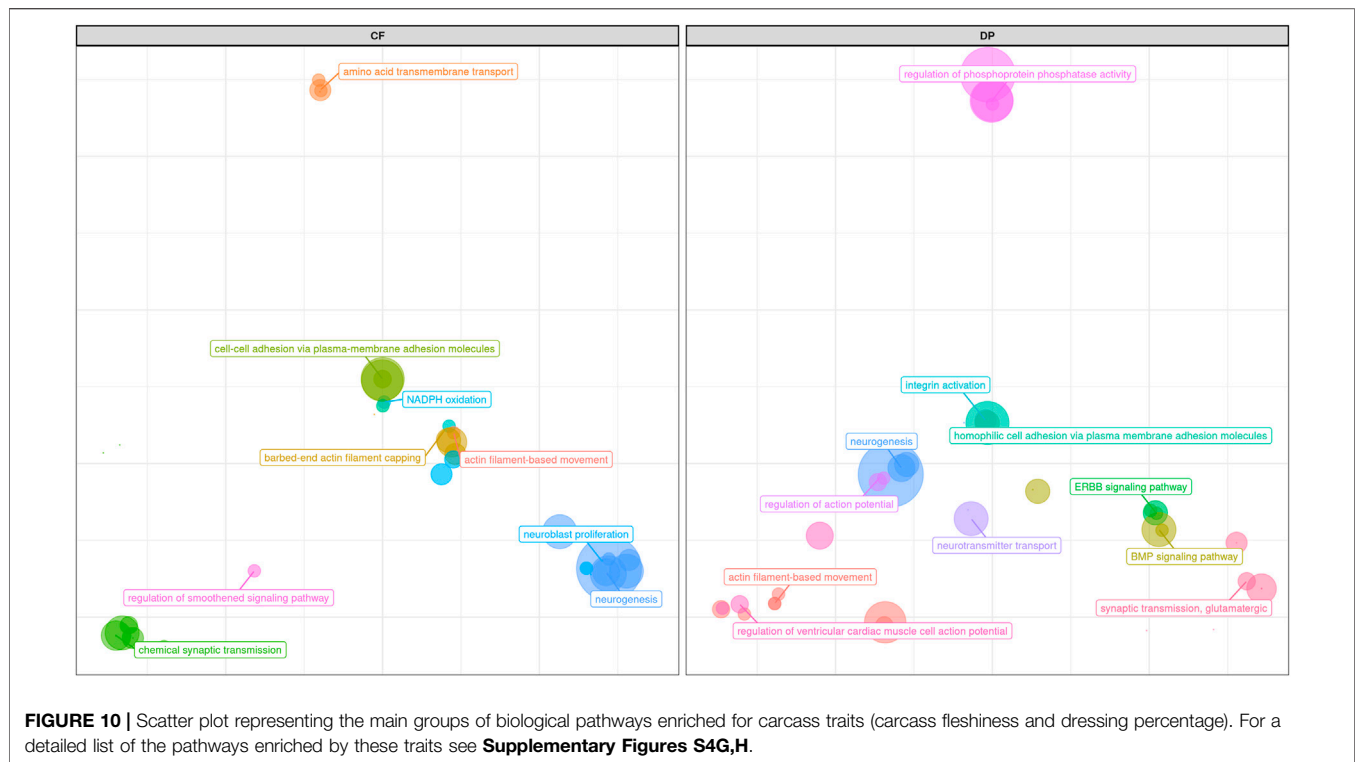 CF
amino acid transmembrane transport
cell-cell adhesion via plasma-membrane adhesion molecules
NADPH oxidation
barbed-end actin filament capping
actin filament-based movement
neuroblast proliferation
neurogenesis
regulation of smoothened signaling pathway
chemical synaptic transmission
DP
regulation of phosphoprotein phosphatase activity
integrin activation
homophilic cell adhesion via plasma membrane adhesion molecules
neurogenesis
regulation of action potential
ERBB signaling pathway
neurotransmitter transport
BMP signaling pathway
actin filament-based movement
synaptic transmission, glutamatergic
regulation of ventricular cardiac muscle cell action potential
FIGURE 10 | Scatter plot representing the main groups of biological pathways enriched for carcass traits (carcass fleshiness and dressing percentage). For a
detailed list of the pathways enriched by these traits see Supplementary Figures S4G,H.